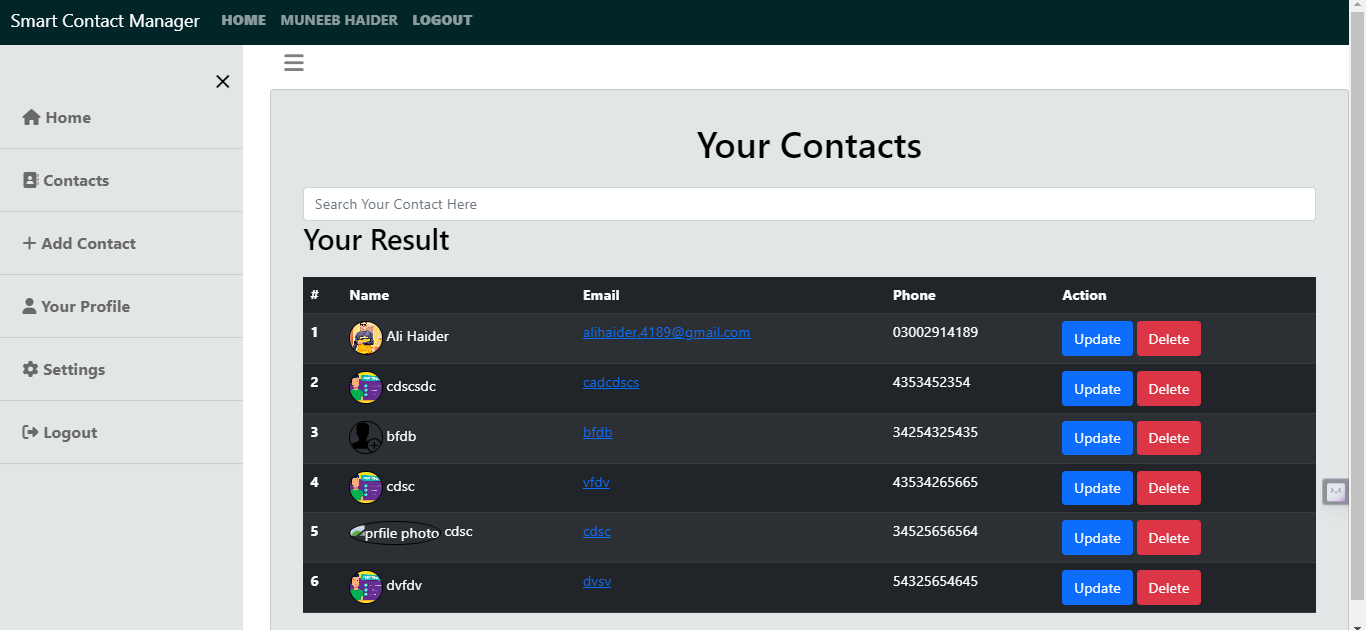 Smart Contact Manager HOME MUNEEB HAIDER LOGOUT
Home
Contacts
Add Contact
Your Profile
Settings
Logout
Your Contacts
Search Your Contact Here
Your Result
# Name Email Phone Action
1 Ali Haider alihaider.4189@gmail.com 03002914189 Update Delete
2 cdscsdc cadcdscs 4353452354 Update Delete
3 bfdb bfdb 34254325435 Update Delete
4 cdsc vfdv 43534265665 Update Delete
5 prfile photo cdsc cdsc 34525656564 Update Delete
6 dvfdv dvsv 54325654645 Update Delete